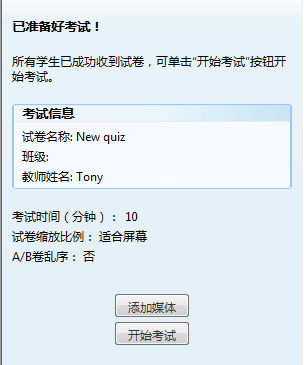 已准备好考试！
所有学生已成功收到试卷，可单击“开始考试”按钮开
始考试。
考试信息
试卷名称: New quiz
班级:
教师姓名: Tony
考试时间（分钟）： 10
试卷缩放比例： 适合屏幕
A/B卷乱序： 否
添加媒体
开始考试